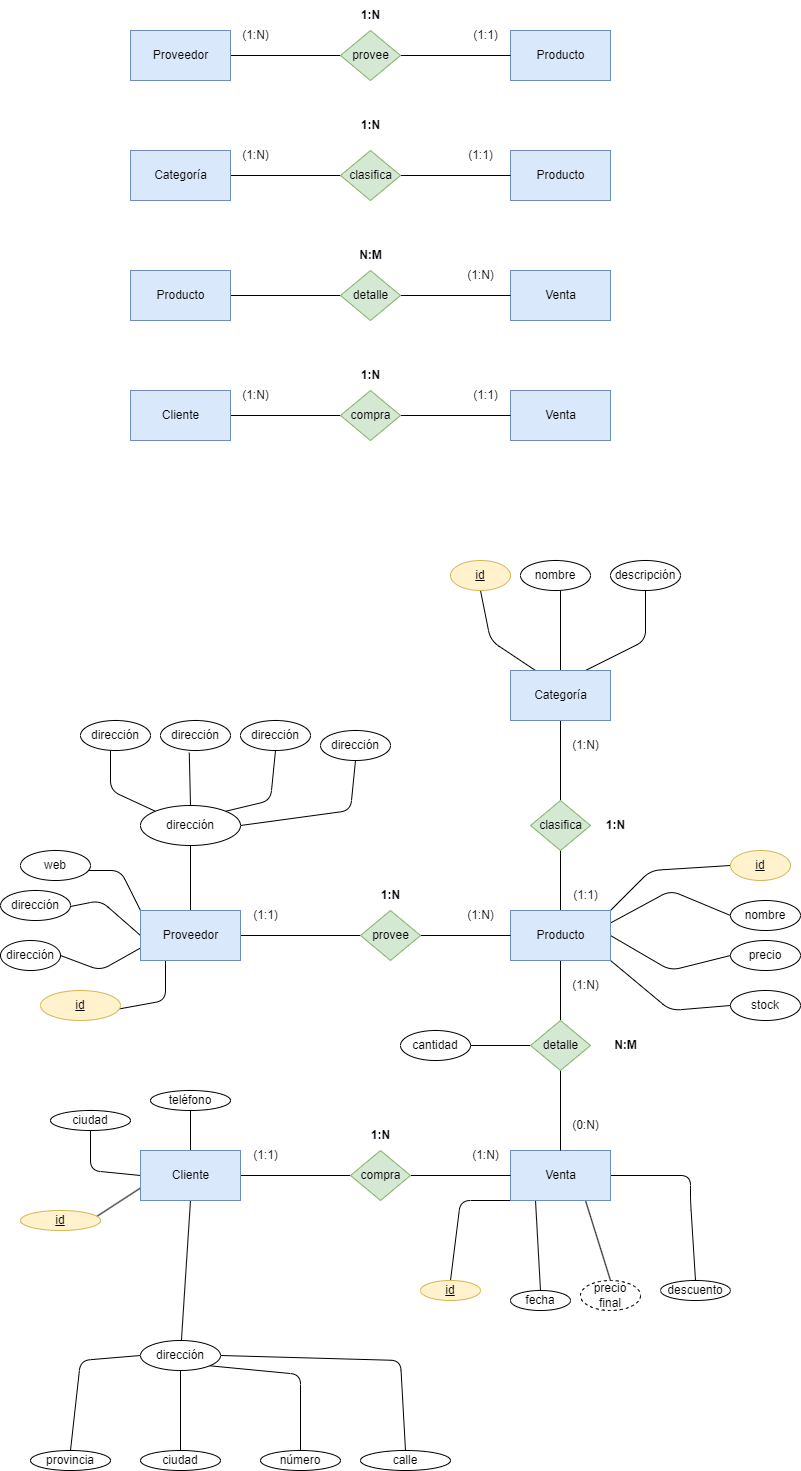 1:N
(1:N)
(1:1)
Proveedor
provee
Producto
1:N
(1:N)
(1:1)
Categoría
clasifica
Producto
N:M
(1:N)
Producto
detalle
Venta
1:N
(1:N)
(1:1)
Cliente
compra
Venta
id
nombre
descripción
Categoría
(1:N)
dirección
dirección
dirección
dirección
dirección
clasifica
1:N
web
id
1:N
(1:1)
dirección
(1:1)
(1:N)
nombre
Proveedor
provee
Producto
dirección
precio
(1:N)
id
stock
cantidad
detalle
N:M
teléfono
ciudad
(0:N)
1:N
(1:1)
(1:N)
Cliente
compra
Venta
id
id
fecha
precio
final
descuento
dirección
provincia
ciudad
número
calle